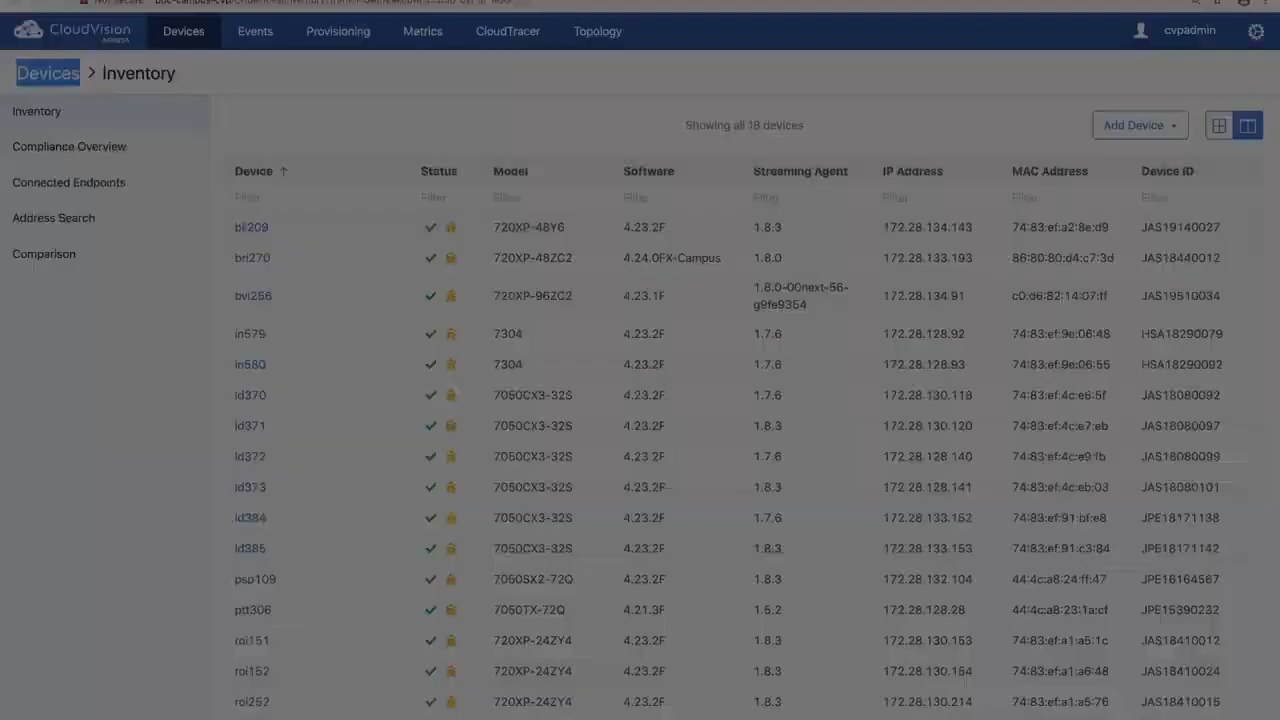 CloudVision
ARISTA
Devices
Events
Provisioning
Metrics
CloudTracer
Topology
cvpadmin
Devices > Inventory
Inventory
Compliance Overview
Connected Endpoints
Address Search
Comparison
Showing all 18 devices
Add Device
Device ↑ Status Model Software Streaming Agent IP Address MAC Address Device ID
Filter Filter Filter Filter Filter Filter Filter Filter
bli209 720XP-48Y6 4.23.2F 1.8.3 172.28.134.143 74:83:ef:a2:8e:d9 JAS19140027
bri270 720XP-48ZC2 4.24.0FX-Campus 1.8.0 172.28.133.193 86:80:80:d4:c7:3d JAS18440012
bvi256 720XP-96ZC2 4.23.1F 1.8.0-00next-56-g9fe9354 172.28.134.91 c0:d6:82:14:07:ff JAS19510034
in579 7304 4.23.2F 1.7.6 172.28.128.92 74:83:ef:9e:06:48 HSA18290079
in580 7304 4.23.2F 1.7.6 172.28.128.93 74:83:ef:9e:06:55 HSA18290092
ld370 7050CX3-32S 4.23.2F 1.7.6 172.28.130.118 74:83:ef:4c:e6:5f JAS18080092
ld371 7050CX3-32S 4.23.2F 1.8.3 172.28.130.120 74:83:ef:4c:e7:eb JAS18080097
ld372 7050CX3-32S 4.23.2F 1.7.6 172.28.128.140 74:83:ef:4c:e9:fb JAS18080099
ld373 7050CX3-32S 4.23.2F 1.8.3 172.28.128.141 74:83:ef:4c:eb:03 JAS18080101
ld384 7050CX3-32S 4.23.2F 1.7.6 172.28.133.152 74:83:ef:91:bf:e8 JPE18171138
ld385 7050CX3-32S 4.23.2F 1.8.3 172.28.133.153 74:83:ef:91:c3:84 JPE18171142
psp109 7050SX2-72Q 4.23.2F 1.8.3 172.28.132.104 44:4c:a8:24:ff:47 JPE16164567
ptt306 7050TX-72Q 4.21.3F 1.5.2 172.28.128.28 44:4c:a8:23:1a:cf JPE15390232
roi151 720XP-24ZY4 4.23.2F 1.8.3 172.28.130.153 74:83:ef:a1:a5:1c JAS18410012
roi152 720XP-24ZY4 4.23.2F 1.8.3 172.28.130.154 74:83:ef:a1:a6:48 JAS18410024
roi252 720XP-24ZY4 4.23.2F 1.8.3 172.28.130.214 74:83:ef:a1:a5:76 JAS18410015